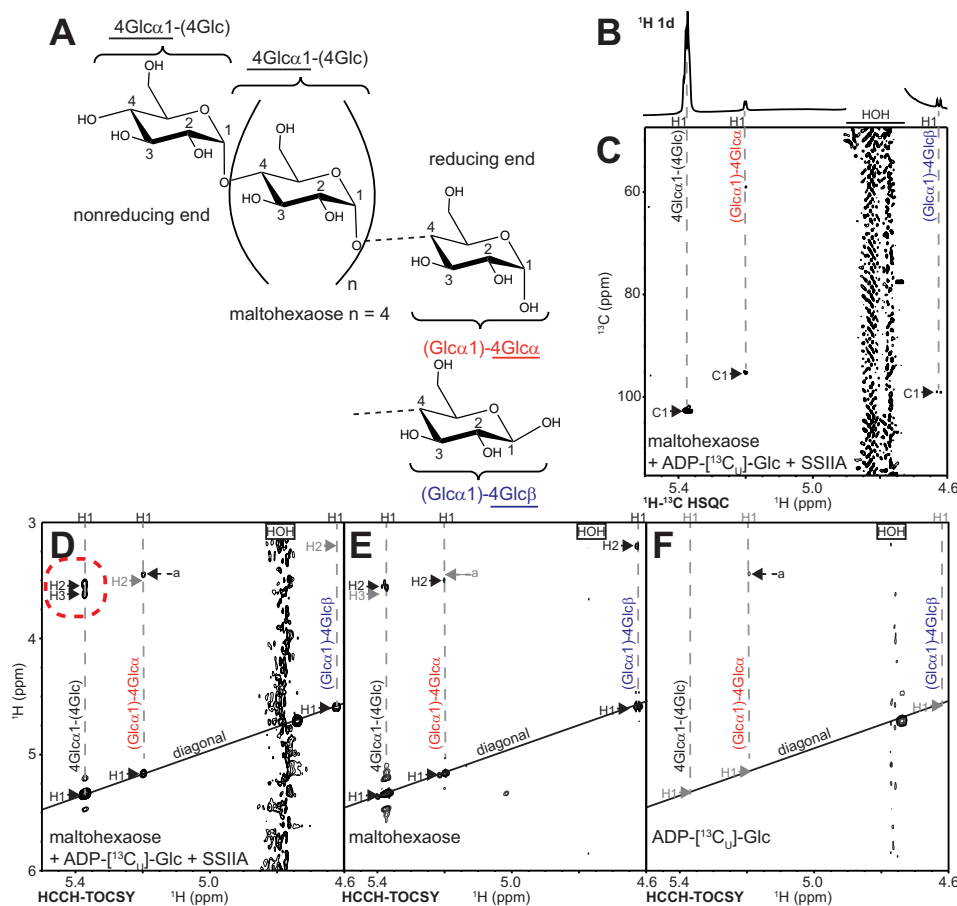 A
4Glcα1-(4Glc)
4Glcα1-(4Glc)
OH
4
O
HO
2
1
HO
3
OH
O
OH
4
O
HO
2
1
3
OH
O
n
nonreducing end
reducing end
OH
4
O
HO
2
1
3
OH
OH
maltohexaose n = 4
(Glcα1)-4Glcα
OH
4
O
HO
2
OH
3
OH
1
(Glcα1)-4Glcβ
B
¹H 1d
H1
H1
HOH
H1
C
4Glcα1-(4Glc)
(Glcα1)-4Glcα
(Glcα1)-4Glcβ
60
80
100
¹³C (ppm)
C1
C1
C1
maltohexaose
+ ADP-[¹³Cᵤ]-Glc + SSIIA
5.4
5.0
4.6
¹H-¹³C HSQC
¹H (ppm)
D
H1
H1
HOH
H1
3
4
5
6
¹H (ppm)
H2
H3
H2
a
H2
4Glcα1-(4Glc)
(Glcα1)-4Glcα
(Glcα1)-4Glcβ
diagonal
H1
H1
H1
maltohexaose
+ ADP-[¹³Cᵤ]-Glc + SSIIA
5.4
5.0
4.6
HCCH-TOCSY
¹H (ppm)
E
H1
H1
HOH
H1
H2
H3
H2
a
H2
4Glcα1-(4Glc)
(Glcα1)-4Glcα
(Glcα1)-4Glcβ
diagonal
H1
H1
H1
maltohexaose
5.4
5.0
4.6
HCCH-TOCSY
¹H (ppm)
F
H1
H1
HOH
H1
a
4Glcα1-(4Glc)
(Glcα1)-4Glcα
(Glcα1)-4Glcβ
diagonal
H1
H1
H1
ADP-[¹³Cᵤ]-Glc
5.4
5.0
4.6
HCCH-TOCSY
¹H (ppm)